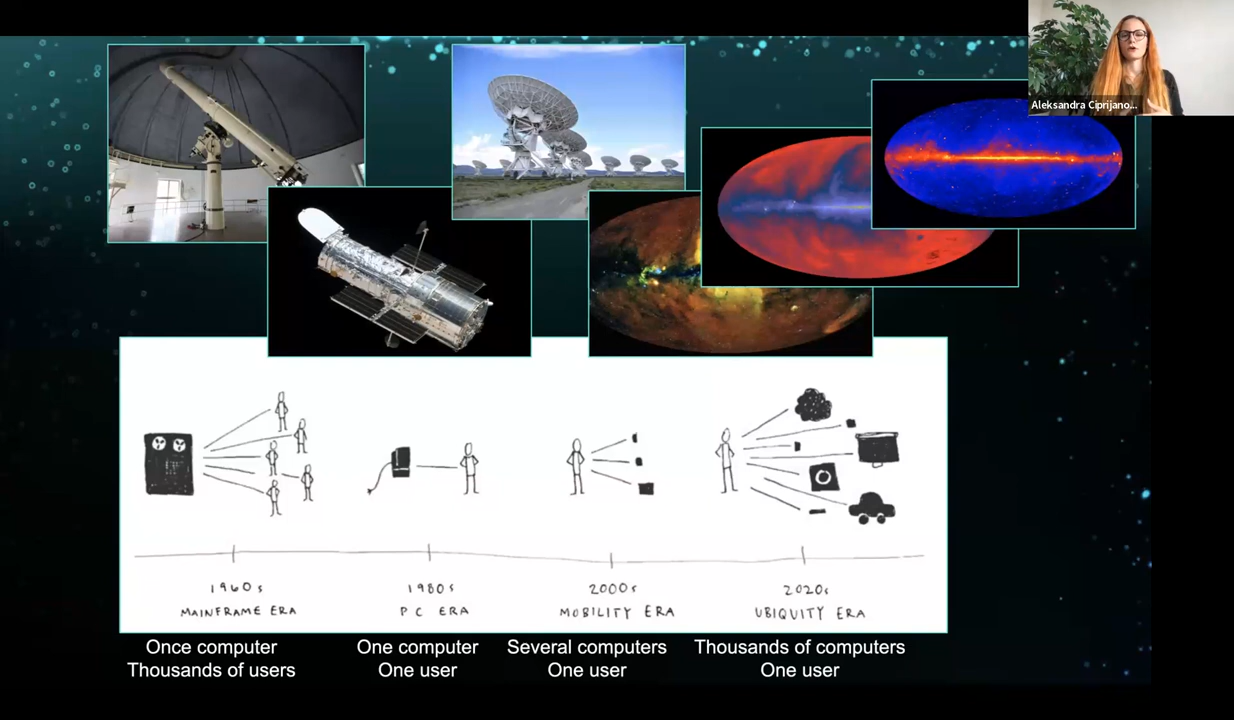 Aleksandra Ciprijano...
1960s
MAINFRAME ERA
1980s
PC ERA
2000s
MOBILITY ERA
2020s
UBIQUITY ERA
Once computer
Thousands of users
One computer
One user
Several computers
One user
Thousands of computers
One user